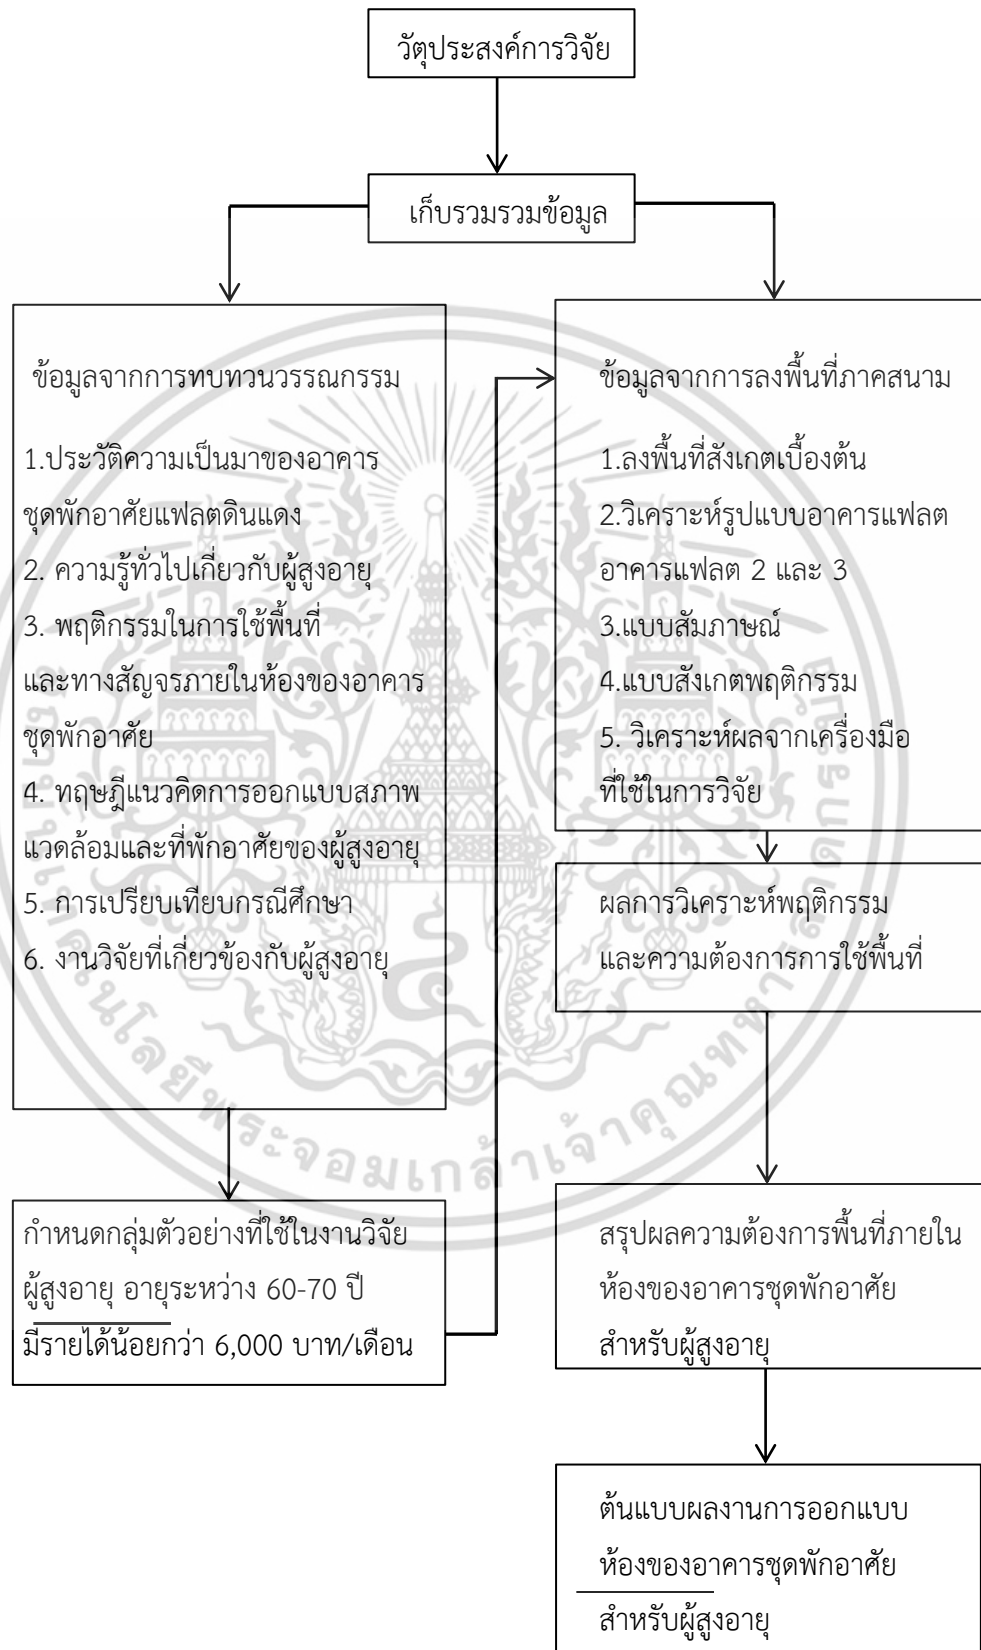 วัตุประสงค์การวิจัย
เก็บรวมรวมข้อมูล
ข้อมูลจากการทบทวนวรรณกรรม
1.ประวัติความเป็นมาของอาคาร
ชุดพักอาศัยแฟลตดินแดง
2. ความรู้ทั่วไปเกี่ยวกับผู้สูงอายุ
3. พฤติกรรมในการใช้พื้นที่
และทางสัญจรภายในห้องของอาคาร
ชุดพักอาศัย
4. ทฤษฎีแนวคิดการออกแบบสภาพ
แวดล้อมและที่พักอาศัยของผู้สูงอายุ
5. การเปรียบเทียบกรณีศึกษา
6. งานวิจัยที่เกี่ยวข้องกับผู้สูงอายุ
กำหนดกลุ่มตัวอย่างที่ใช้ในงานวิจัย
ผู้สูงอายุ อายุระหว่าง 60-70 ปี
มีรายได้น้อยกว่า 6,000 บาท/เดือน
ข้อมูลจากการลงพื้นที่ภาคสนาม
1.ลงพื้นที่สังเกตเบื้องต้น
2.วิเคราะห์รูปแบบอาคารแฟลต
อาคารแฟลต 2 และ 3
3.แบบสัมภาษณ์
4.แบบสังเกตพฤติกรรม
5. วิเคราะห์ผลจากเครื่องมือ
ที่ใช้ในการวิจัย
ผลการวิเคราะห์พฤติกรรม
และความต้องการการใช้พื้นที่
สรุปผลความต้องการพื้นที่ภายใน
ห้องของอาคารชุดพักอาศัย
สำหรับผู้สูงอายุ
ต้นแบบผลงานการออกแบบ
ห้องของอาคารชุดพักอาศัย
สำหรับผู้สูงอายุ
พระจอมเกล้าเจ้าคุณทหารลาดกระบัง